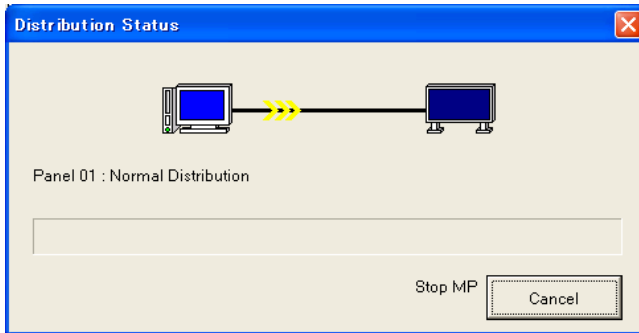 Distribution Status
Panel 01 : Normal Distribution
Stop MP
Cancel